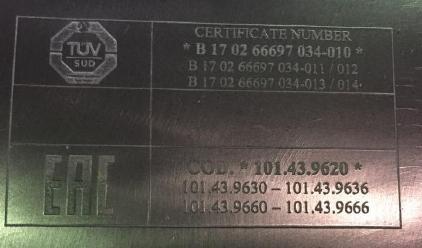 TÜV
SUD
CERTIFICATE NUMBER
* B 17 02 66697 034-010 *
B 17 02 66697 034-011 / 012
B 17 02 66697 034-013 / 014
EAC
COD. * 101.43.9620 *
101.43.9630 – 101.43.9636
101.43.9660 – 101.43.9666